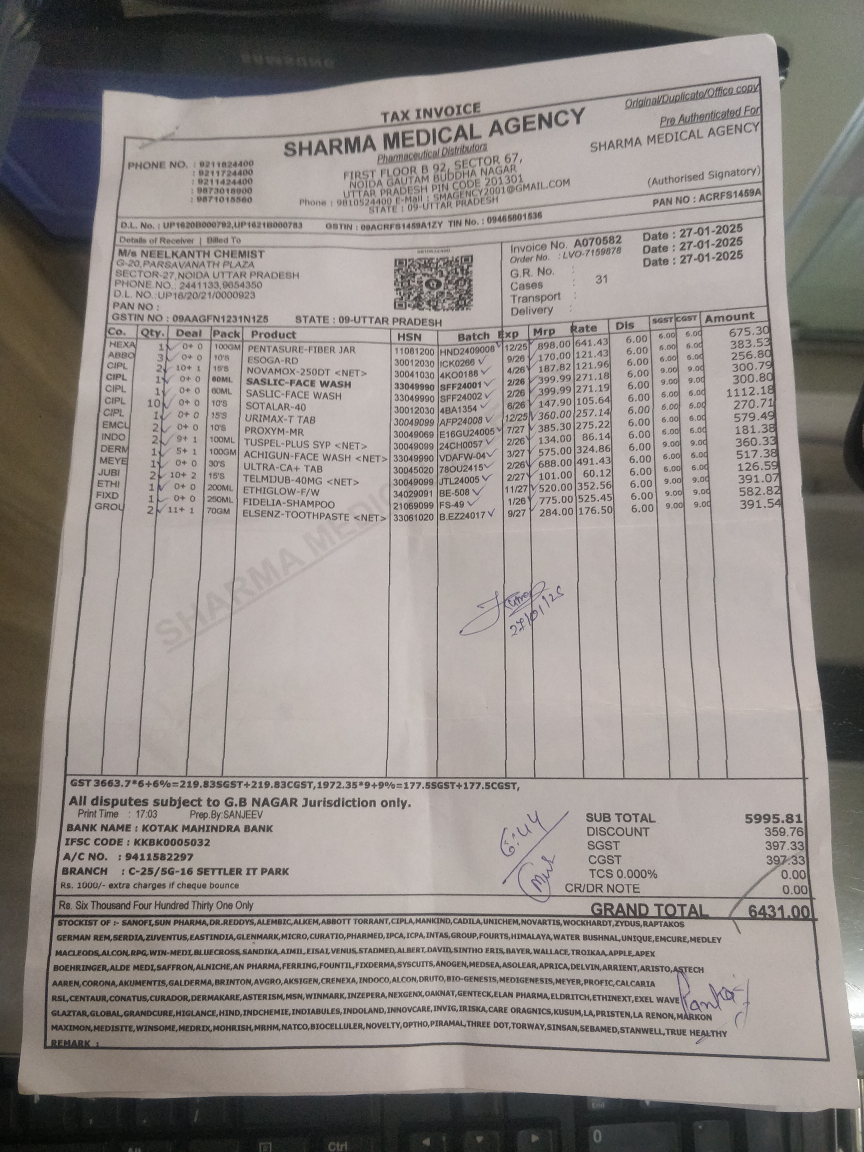 TAX INVOICE
Original/Duplicate/Office copy
SHARMA MEDICAL AGENCY
Pre Authenticated For
Pharmaceutical Distributors
SHARMA MEDICAL AGENCY
PHONE NO. : 9211824400
: 9211724400
: 9211424400
: 9873018900
: 9871018560
FIRST FLOOR B 92, SECTOR 67,
NOIDA GAUTAM BUDDHA NAGAR
UTTAR PRADESH PIN CODE 201301
Phone : 9810524400 E-Mail : SMAGENCY2001@GMAIL.COM
STATE : 09-UTTAR PRADESH
(Authorised Signatory)
PAN NO : ACRFS1459A
D.L. No. : UP1620B000792,UP1621B000783 GSTIN : 09ACRFS1459A1ZY TIN No. : 09465801536
Details of Receiver | Billed To
M/s NEELKANTH CHEMIST
G-20,PARSAVANATH PLAZA
SECTOR-27,NOIDA UTTAR PRADESH
PHONE NO.: 2441133,9654350
D.L. NO.:UP16/20/21/0000923
PAN NO :
GSTIN NO : 09AAGFN1231N1Z5 STATE : 09-UTTAR PRADESH
Invoice No. A070582 Date : 27-01-2025
Order No. : LVO-7159878 Date : 27-01-2025
G.R. No. : Date : 27-01-2025
Cases : 31
Transport :
Delivery :
Co. Qty. Deal Pack Product HSN Batch Exp Mrp Rate Dis SGST CGST Amount
HEXA 1 0+ 0 100GM PENTASURE-FIBER JAR 11081200 HND2409008 12/25 898.00 641.43 6.00 6.00 6.00 675.30
ABBO 3 0+ 0 10'S ESOGA-RD 30012030 ICK0266 9/26 170.00 121.43 6.00 6.00 6.00 383.53
CIPL 2 10+ 1 15'S NOVAMOX-250DT <NET> 30041030 4KO0188 4/26 187.82 121.96 6.00 6.00 6.00 256.80
CIPL 1 0+ 0 60ML SASLIC-FACE WASH 33049990 SFF24001 2/26 399.99 271.18 6.00 9.00 9.00 300.79
CIPL 1 0+ 0 60ML SASLIC-FACE WASH 33049990 SFF24002 2/26 399.99 271.19 6.00 9.00 9.00 300.80
CIPL 10 0+ 0 10'S SOTALAR-40 30012030 4BA1354 6/26 147.90 105.64 6.00 6.00 6.00 1112.18
CIPL 1 0+ 0 15'S URIMAX-T TAB 30049099 AFP24008 12/25 360.00 257.14 6.00 6.00 6.00 270.71
EMCU 2 0+ 0 10'S PROXYM-MR 30049069 E16GU24005 7/27 385.30 275.22 6.00 6.00 6.00 579.49
INDO 2 9+ 1 100ML TUSPEL-PLUS SYP <NET> 30049099 24CH0057 2/26 134.00 86.14 6.00 6.00 6.00 181.38
DERM 1 5+ 1 100GM ACHIGUN-FACE WASH <NET> 33049990 VDAFW-04 3/27 575.00 324.86 6.00 9.00 9.00 360.33
MEYE 1 0+ 0 30'S ULTRA-CA+ TAB 30045020 78OU2415 2/26 688.00 491.43 6.00 6.00 6.00 517.38
JUBI 2 10+ 2 15'S TELMDUB-40MG <NET> 30049099 JTL24005 2/27 101.00 60.12 6.00 6.00 6.00 126.59
ETHI 1 0+ 0 200ML ETHIGLOW-F/W 34029091 BE-508 11/27 520.00 352.56 6.00 9.00 9.00 391.07
FIXD 1 0+ 0 250ML FIDELIA-SHAMPOO 21069099 FS-49 1/26 775.00 525.45 6.00 9.00 9.00 582.82
GROU 2 11+ 1 70GM ELSENZ-TOOTHPASTE <NET> 33061020 B.EZ24017 9/27 284.00 176.50 6.00 9.00 9.00 391.54
27/01/25
GST 3663.7*6+6%=219.83SGST+219.83CGST,1972.35*9+9%=177.5SGST+177.5CGST,
All disputes subject to G.B NAGAR Jurisdiction only.
Print Time : 17:03 Prep.By:SANJEEV
BANK NAME : KOTAK MAHINDRA BANK
IFSC CODE : KKBK0005032
A/C NO. : 9411582297
BRANCH : C-25/5G-16 SETTLER IT PARK
Rs. 1000/- extra charges if cheque bounce
6:44
SUB TOTAL 5995.81
DISCOUNT 359.76
SGST 397.33
CGST 397.33
TCS 0.000% 0.00
CR/DR NOTE 0.00
Rs. Six Thousand Four Hundred Thirty One Only
GRAND TOTAL 6431.00
STOCKIST OF :- SANOFI,SUN PHARMA,DR.REDDYS,ALEMBIC,ALKEM,ABBOTT TORRANT,CIPLA,MANKIND,CADILA,UNICHEM,NOVARTIS,WOCKHARDT,ZYDUS,RAPTAKOS
GERMAN REM,SERDIA,ZUVENTUS,EASTINDIA,GLENMARK,MICRO,CURATIO,PHARMED,IPCA,ICPA,INTAS,GROUP,FOURTS,HIMALAYA,WATER BUSHNAL,UNIQUE,EMCURE,MEDLEY
MACLEODS,ALCON,RPG,WIN-MEDI,BLUECROSS,SANDIKA,AIMIL,EISAI,VENUS,STADMED,ALBERT,DAVID,SINTHO ERIS,BAYER,WALLACE,TROIKAA,APPLE,APEX
BOEHRINGER,ALDE MEDI,SAFFRON,ALNICHE,AN PHARMA,FERRING,FOUNTIL,FIXDERMA,SYSCUITS,ANOGEN,MEDSEA,ASOLEAR,APRICA,DELVIN,ARRIENT,ARISTO,ASTECH
AAREN,CORONA,AKUMENTIS,GALDERMA,BRINTON,AVGRO,AKSIGEN,CRENEXA,INDOCO,ALCON,DRUTO,BIO-GENESIS,MEDIGENESIS,MEYER,PROFIC,CALCARIA
RSL,CENTAUR,CONATUS,CURADOR,DERMAKARE,ASTERISM,MSN,WINMARK,INZEPERA,NEXGENX,OAKNAT,GENTECK,ELAN PHARMA,ELDRITCH,ETHINEXT,EXEL WAVE
GLAZTAR,GLOBAL,GRANDCURE,HIGLANCE,HIND,INDCHEMIE,INDIABULES,INDOLAND,INNOVCARE,INVIG,IRISKA,CARE ORAGNICS,KUSUM,LA,PRISTEN,LA RENON,MARKON
MAXIMON,MEDISITE,WINSOME,MEDRIX,MOHRISH,MRHM,NATCO,BIOCELLULER,NOVELTY,OPTHO,PIRAMAL,THREE DOT,TORWAY,SINSAN,SEBAMED,STANWELL,TRUE HEALTHY
REMARK :
Ctrl
0